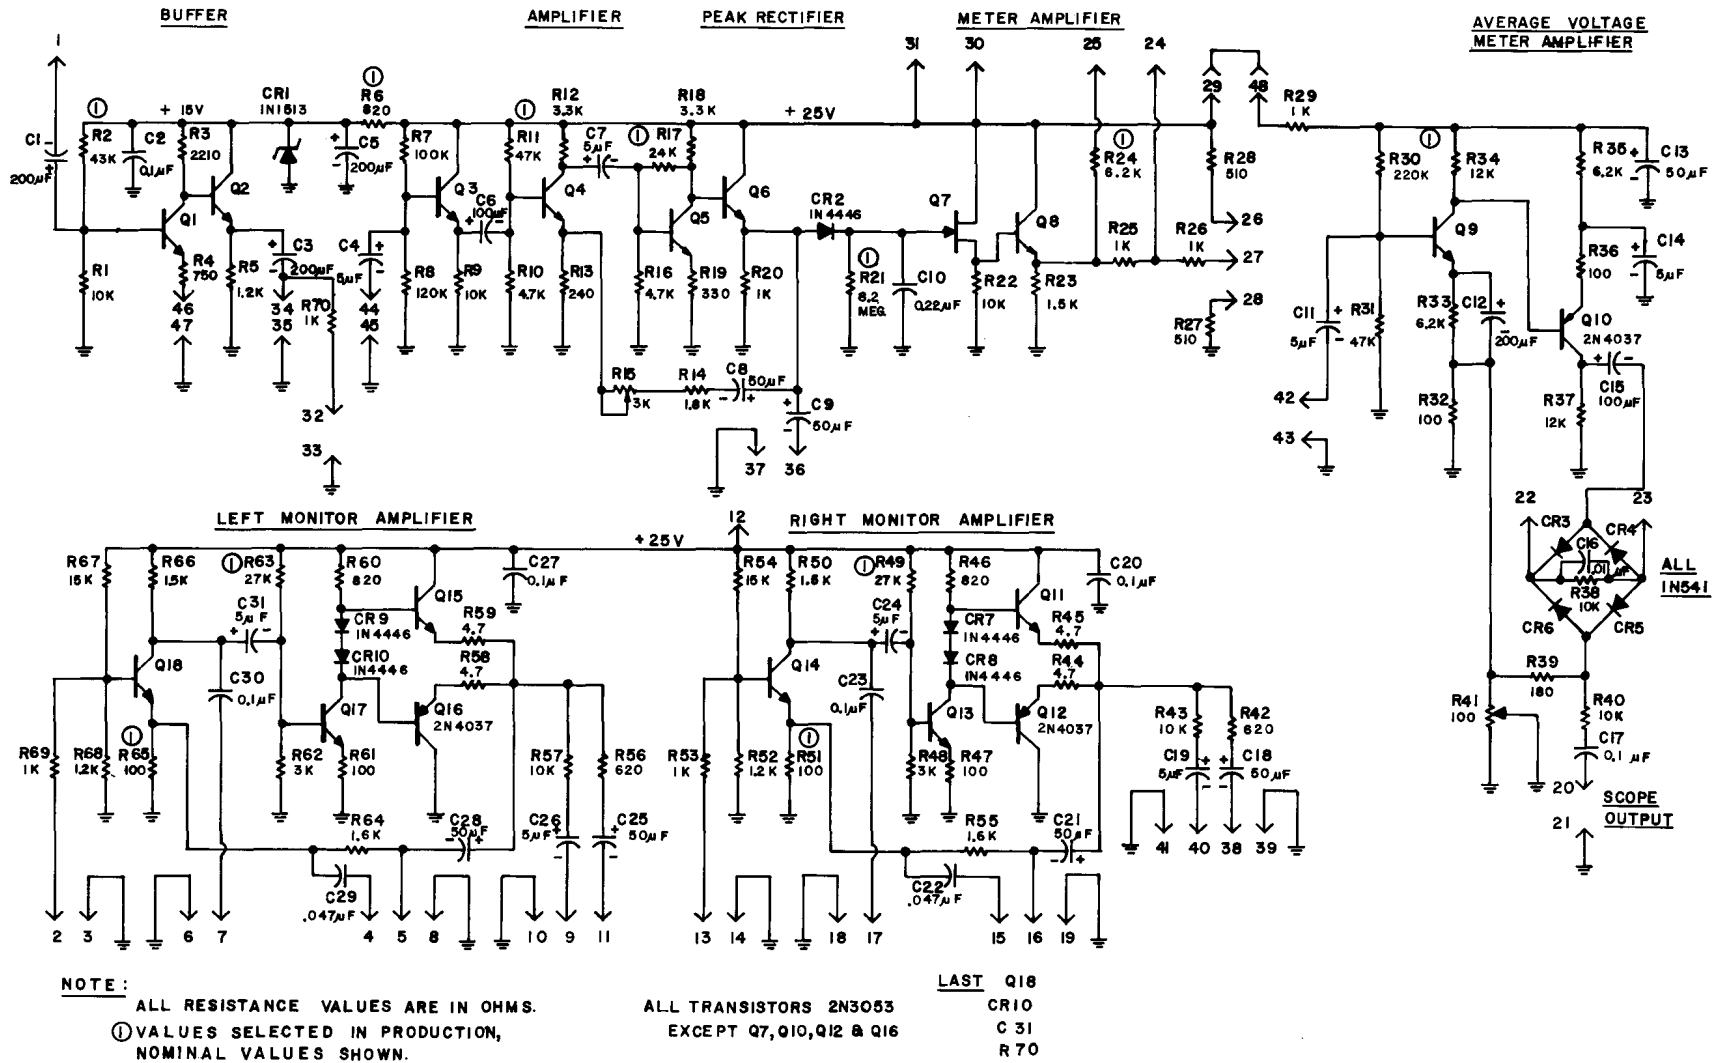 BUFFER
AMPLIFIER
PEAK RECTIFIER
METER AMPLIFIER
AVERAGE VOLTAGE
METER AMPLIFIER
1
31
30
25
24
29
48
① R2 43K
C1 200µF
C2 0.1µF
+ 15V
R3 2210
CR1 1N1613
① R6 820
C5 200µF
R7 100K
① R11 47K
R12 3.3K
C7 5µF
① R17 24K
R18 3.3K
+ 25V
① R24 6.2K
R28 510
R29 1K
R30 220K
① R34 12K
R35 6.2K
C13 50µF
Q1
Q2
Q3
Q4
Q5
Q6
Q7
Q8
Q9
Q10 2N4037
C6 100µF
CR2 1N4446
R25 1K
R26 1K
26
27
28
R36 100
C14 5µF
R1 10K
R4 750
R5 1.2K
C3 200µF
C4 5µF
R70 1K
R8 120K
R9 10K
R10 4.7K
R13 240
R16 4.7K
R19 330
R20 1K
① R21 8.2 MEG.
C10 0.22µF
R22 10K
R23 1.5K
R27 510
C11 5µF
R31 47K
R33 6.2K
C12 200µF
C15 100µF
46
47
34
35
44
45
R15 3K
R14 1.8K
C8 50µF
C9 50µF
32
33
37
36
42
43
R32 100
R37 12K
22
23
CR3
CR4
C16 .01 µF
R38 10K
CR6
CR5
ALL
1N541
R39 180
R41 100
R40 10K
C17 0.1 µF
20
SCOPE
OUTPUT
21
LEFT MONITOR AMPLIFIER
12
RIGHT MONITOR AMPLIFIER
+ 25V
R67 15K
R66 1.5K
① R63 27K
R60 820
C27 0.1µF
Q15
R59 4.7
C31 5µF
CR9 1N4446
CR10 1N4446
R58 4.7
Q18
C30 0.1µF
Q17
Q16 2N4037
R69 1K
R68 1.2K
① R65 100
R62 3K
R61 100
R57 10K
R56 620
R64 1.6K
C28 50µF
C26 5µF
C25 50µF
C29 .047µF
2
3
6
7
4
5
8
10
9
11
R54 15K
R50 1.5K
① R49 27K
R46 820
C20 0.1µF
Q11
R45 4.7
C24 5µF
CR7 1N4446
CR8 1N4446
R44 4.7
Q14
C23 0.1µF
Q13
Q12 2N4037
R53 1K
R52 1.2K
① R51 100
R48 3K
R47 100
R43 10K
R42 620
C19 5µF
C18 50µF
R55 1.6K
C21 50µF
C22 .047µF
41
40
38
39
13
14
18
17
15
16
19
NOTE:
ALL RESISTANCE VALUES ARE IN OHMS.
① VALUES SELECTED IN PRODUCTION,
NOMINAL VALUES SHOWN.
ALL TRANSISTORS 2N3053
EXCEPT Q7, Q10, Q12 & Q16
LAST Q18
CR10
C 31
R 70